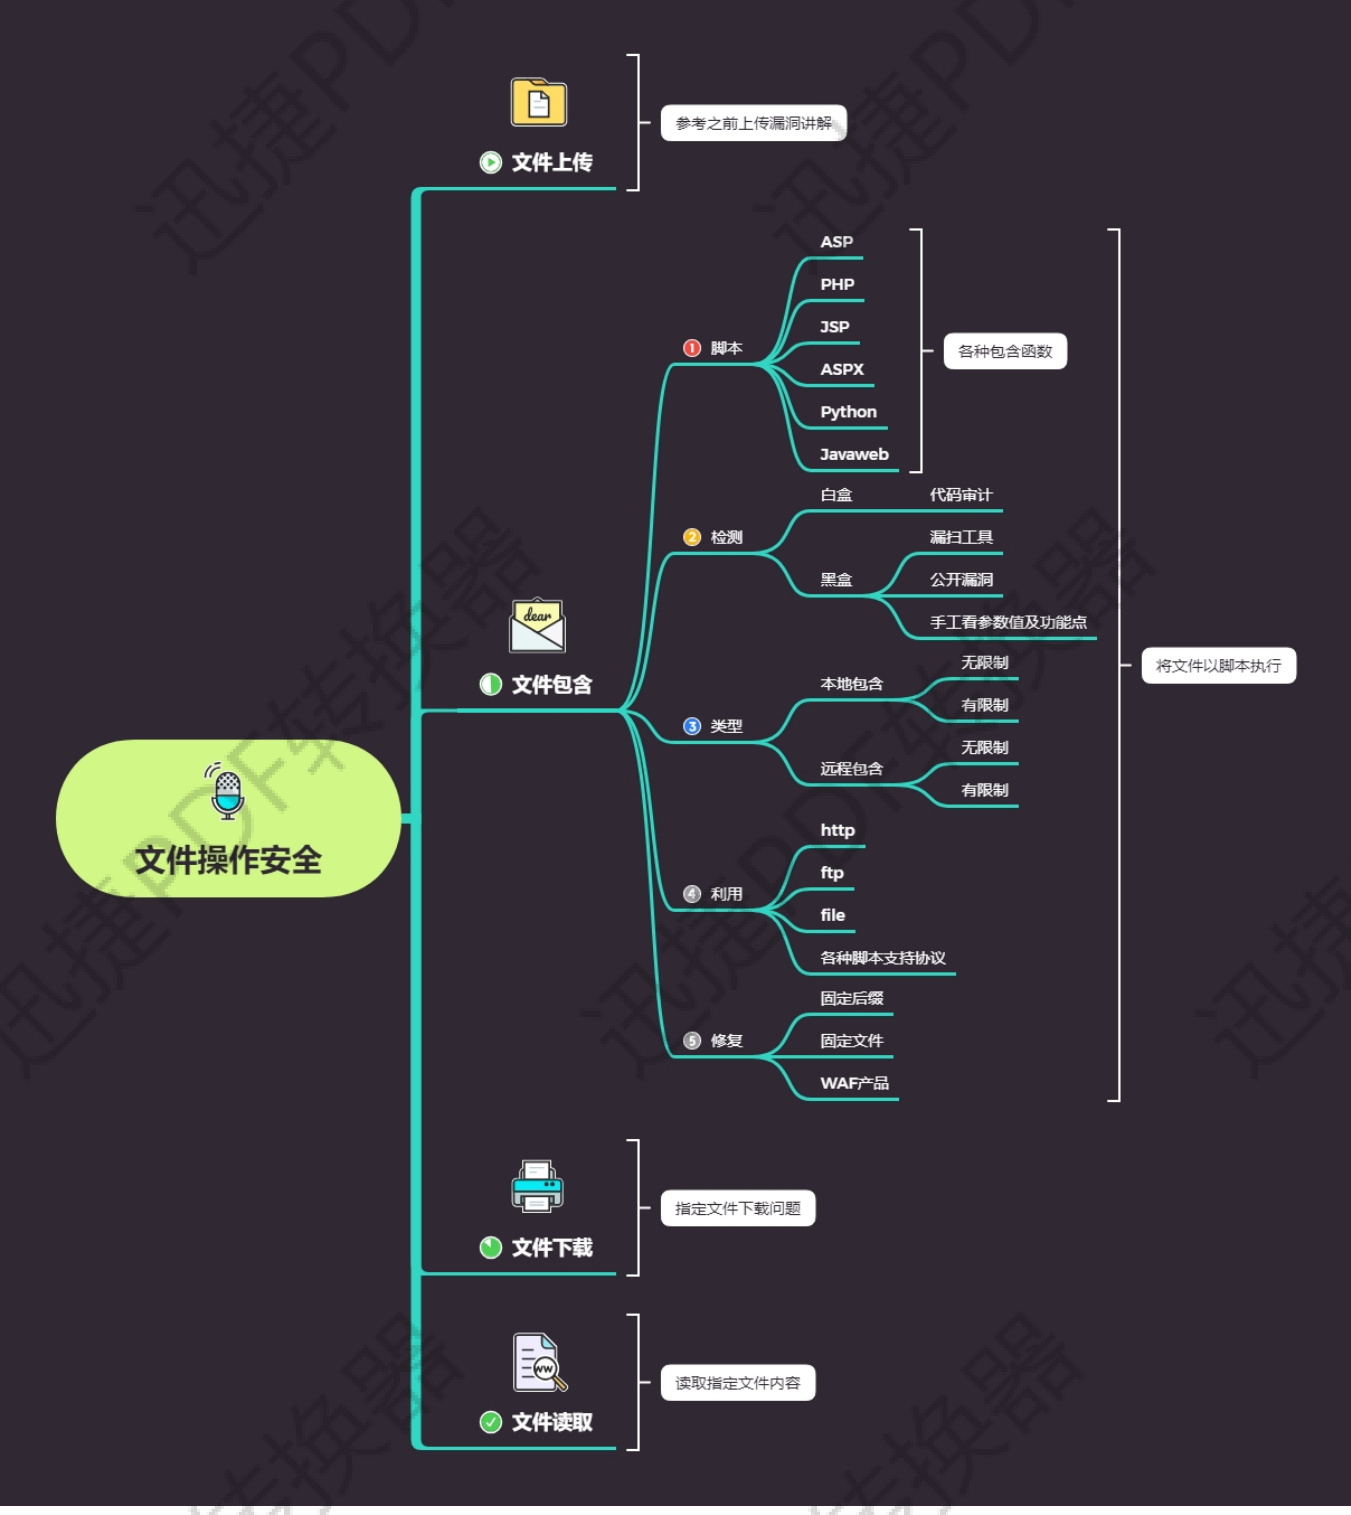 文件操作安全
文件上传
参考之前上传漏洞讲解
dear
文件包含
1 脚本
ASP
PHP
JSP
ASPX
Python
Javaweb
各种包含函数
2 检测
白盒
代码审计
黑盒
漏扫工具
公开漏洞
手工看参数值及功能点
3 类型
本地包含
无限制
有限制
远程包含
无限制
有限制
4 利用
http
ftp
file
各种脚本支持协议
5 修复
固定后缀
固定文件
WAF产品
将文件以脚本执行
文件下载
指定文件下载问题
WW
文件读取
读取指定文件内容
迅捷PDF转换器